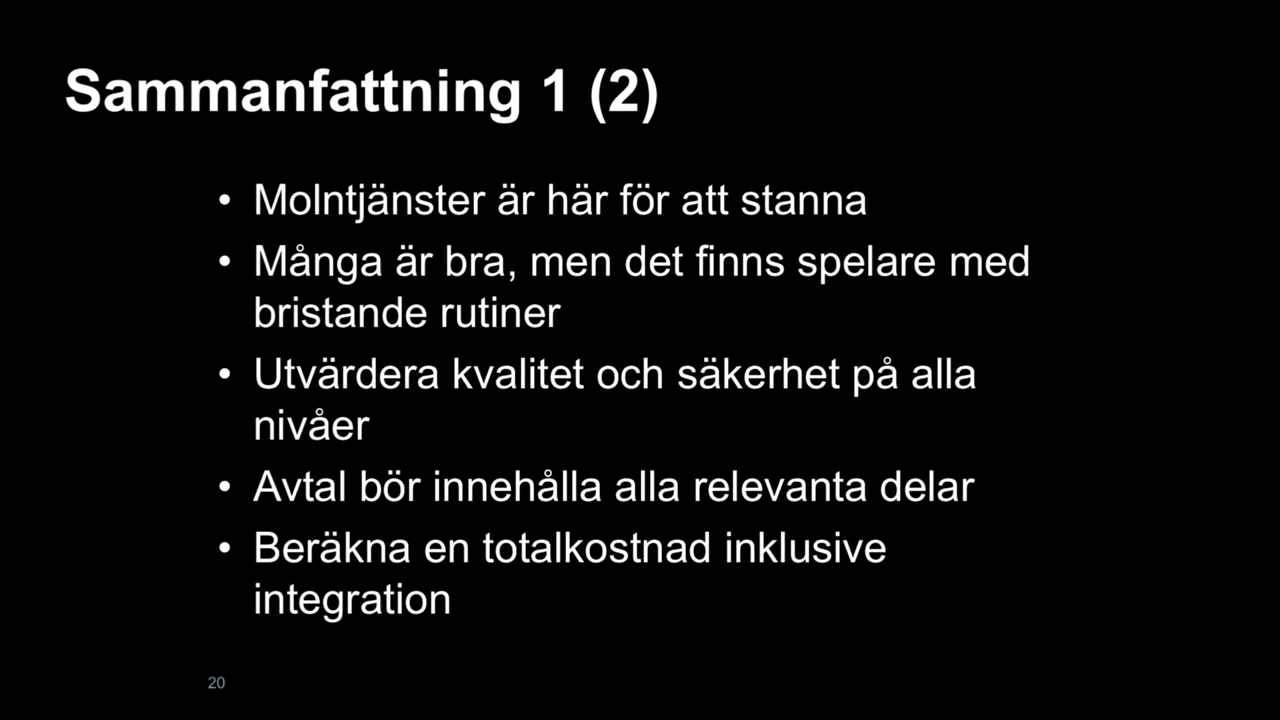 Sammanfattning 1 (2)
• Molntjänster är här för att stanna
• Många är bra, men det finns spelare med
bristande rutiner
• Utvärdera kvalitet och säkerhet på alla
nivåer
• Avtal bör innehålla alla relevanta delar
• Beräkna en totalkostnad inklusive
integration
20